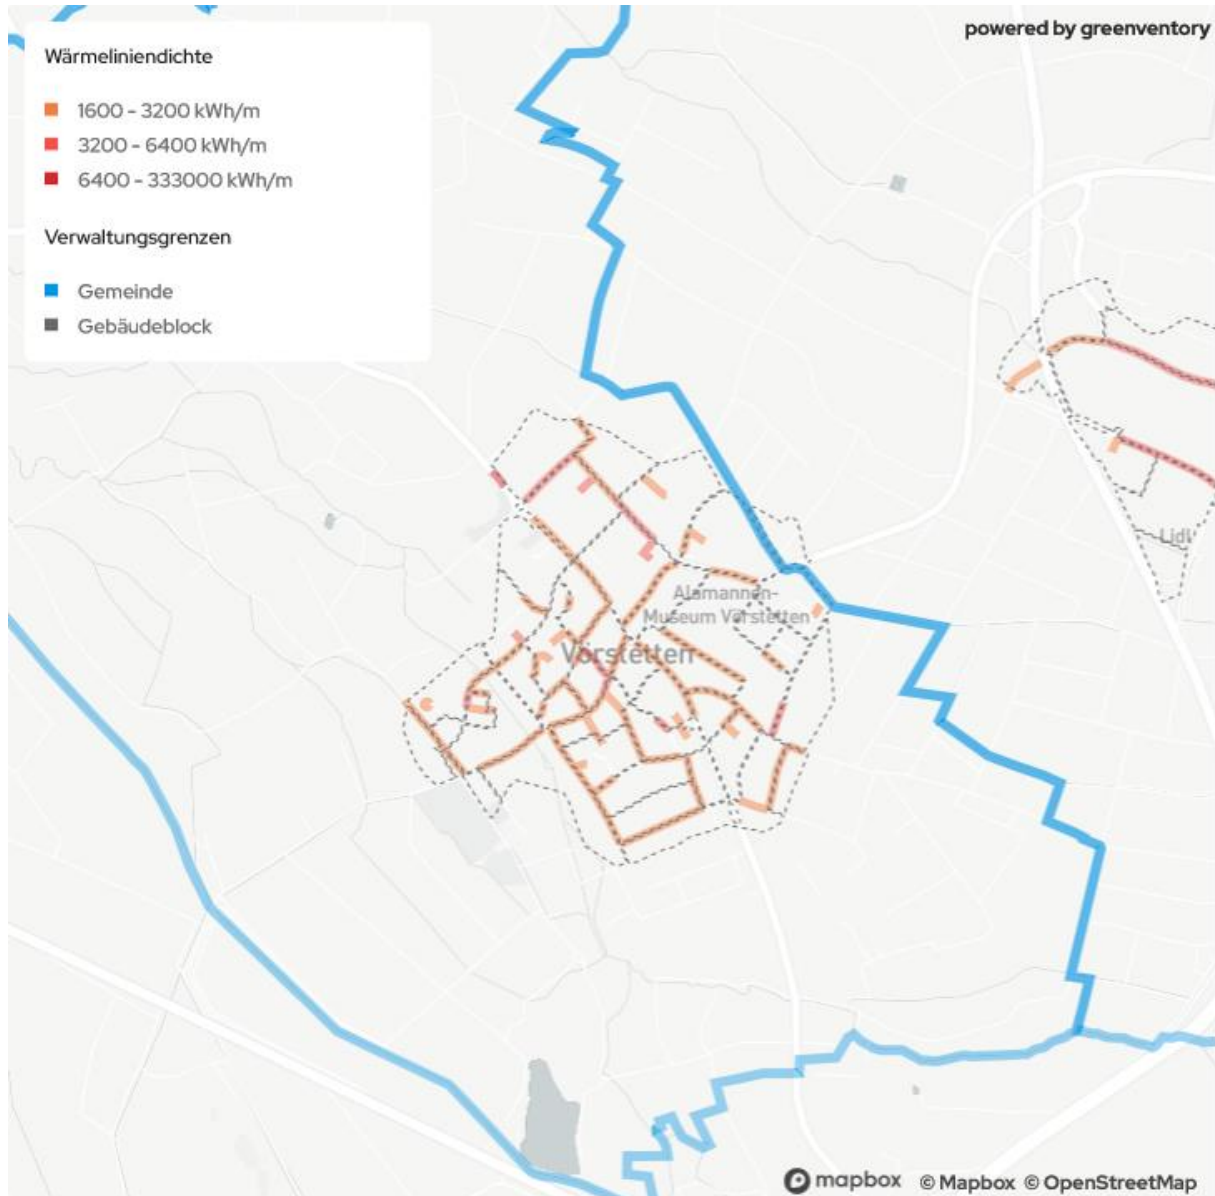 powered by greenventory
Wärmeliniendichte
1600 - 3200 kWh/m
3200 - 6400 kWh/m
6400 - 333000 kWh/m
Verwaltungsgrenzen
Gemeinde
Gebäudeblock
Lidl
Alamannen-
Museum Vörstetten
Vörstetten
mapbox © Mapbox © OpenStreetMap